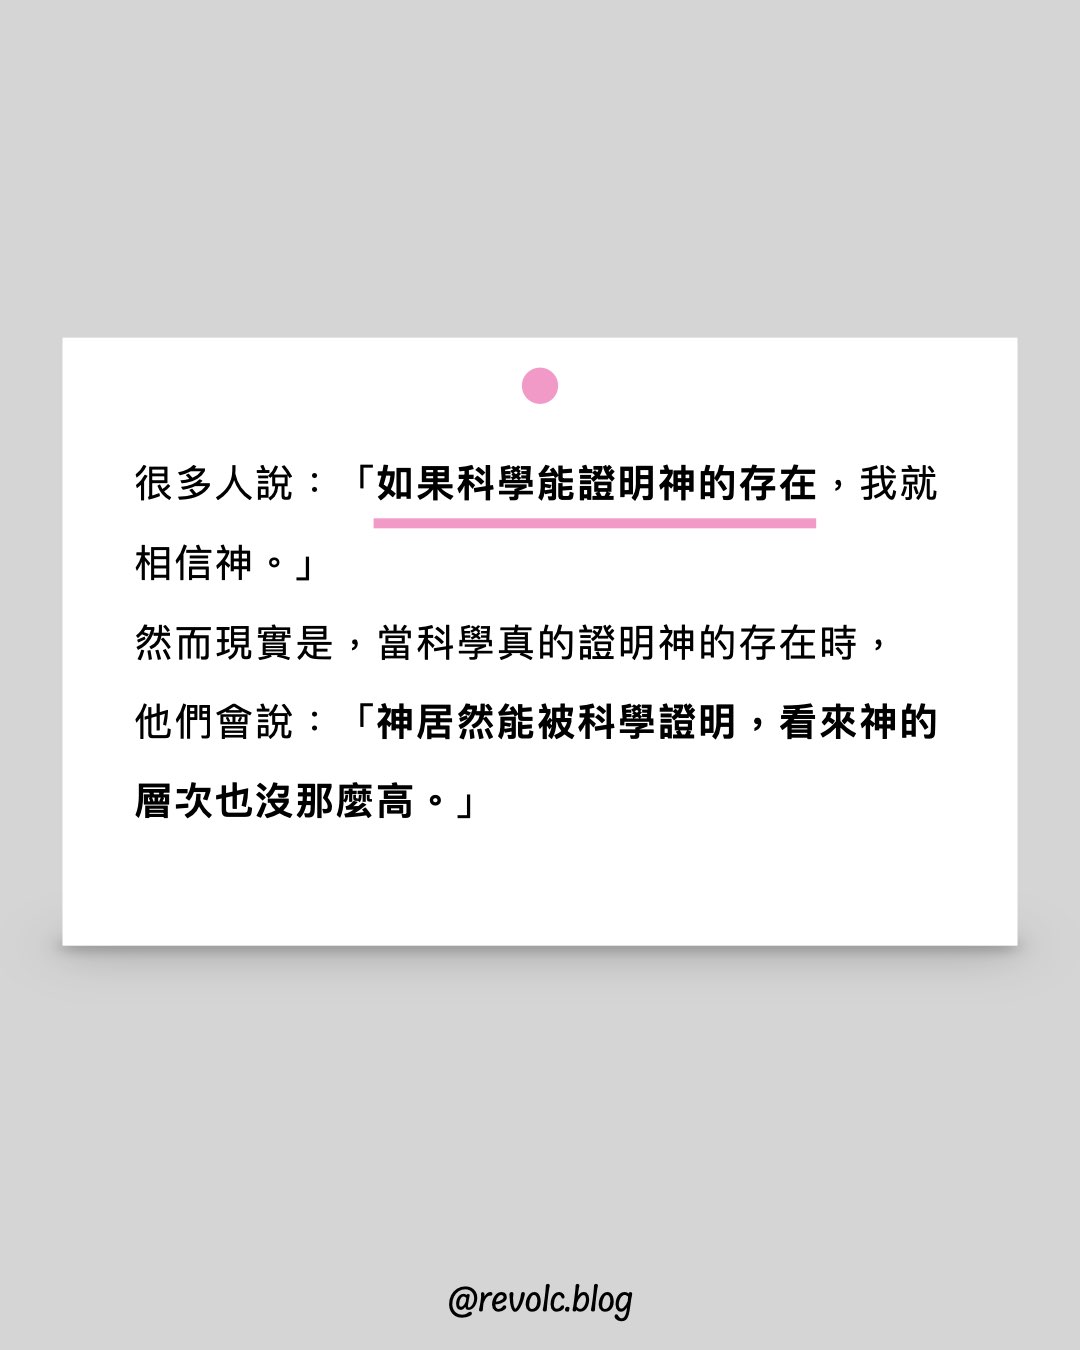 很多人說：「如果科學能證明神的存在，我就
相信神。」
然而現實是，當科學真的證明神的存在時，
他們會說：「神居然能被科學證明，看來神的
層次也沒那麼高。」
@revolc.blog